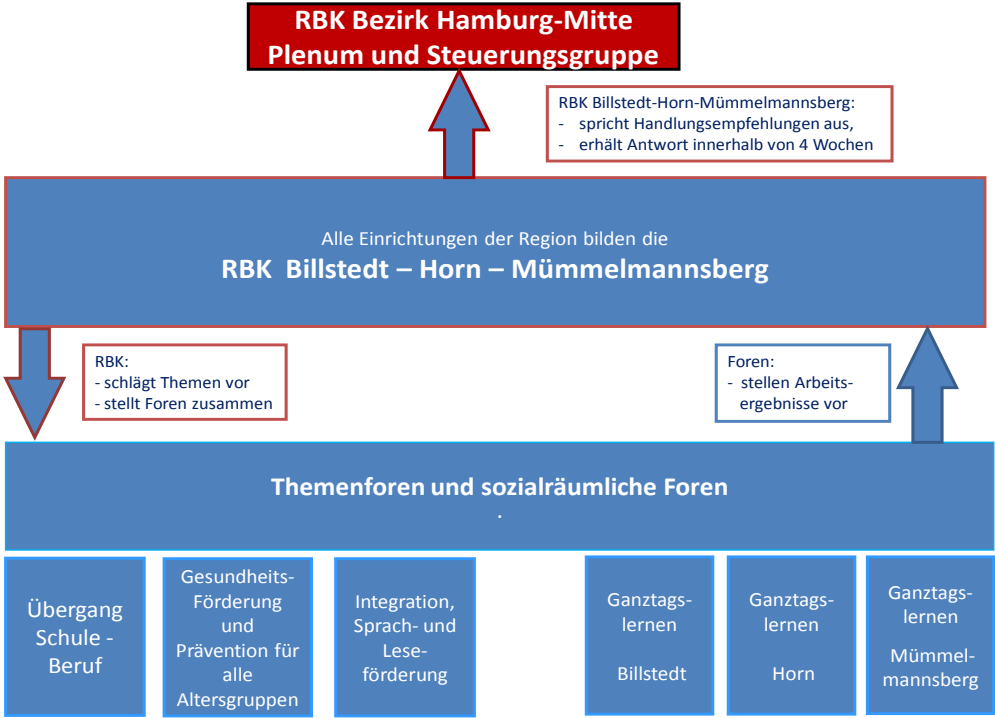 RBK Bezirk Hamburg-Mitte
Plenum und Steuerungsgruppe
RBK Billstedt-Horn-Mümmelmannsberg:
- spricht Handlungsempfehlungen aus,
- erhält Antwort innerhalb von 4 Wochen
Alle Einrichtungen der Region bilden die
RBK Billstedt – Horn – Mümmelmannsberg
RBK:
- schlägt Themen vor
- stellt Foren zusammen
Foren:
- stellen Arbeits-
ergebnisse vor
Themenforen und sozialräumliche Foren
.
Übergang
Schule -
Beruf
Gesundheits-
Förderung
und
Prävention für
alle
Altersgruppen
Integration,
Sprach- und
Lese-
förderung
Ganztags-
lernen
Billstedt
Ganztags-
lernen
Horn
Ganztags-
lernen
Mümmel-
mannsberg